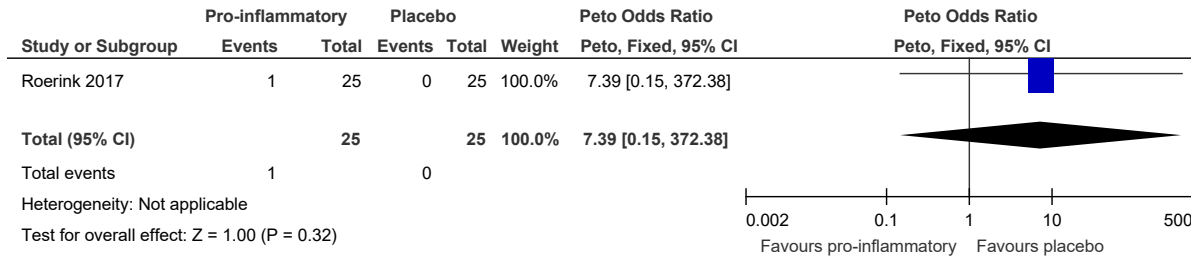 Pro-inflammatory Placebo Peto Odds Ratio Peto Odds Ratio
Study or Subgroup Events Total Events Total Weight Peto, Fixed, 95% CI Peto, Fixed, 95% CI
Roerink 2017 1 25 0 25 100.0% 7.39 [0.15, 372.38]
Total (95% CI) 25 25 100.0% 7.39 [0.15, 372.38]
Total events 1 0
Heterogeneity: Not applicable
Test for overall effect: Z = 1.00 (P = 0.32)
0.002 0.1 1 10 500
Favours pro-inflammatory Favours placebo